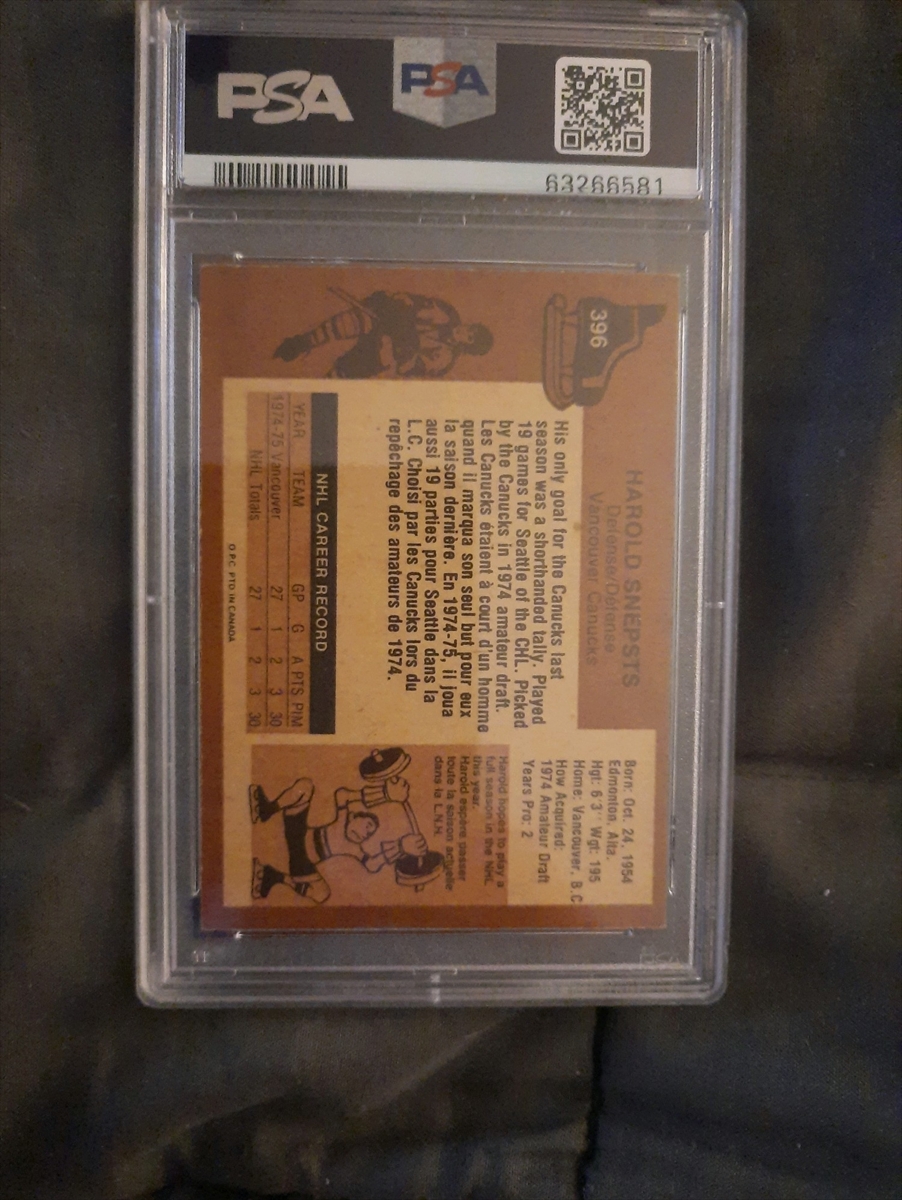 PSA
PSA
63266581
396
HAROLD SNEPSTS
Defense/Défense
Vancouver Canucks
His only goal for the Canucks last
season was a shorthanded tally. Played
19 games for Seattle of the CHL. Picked
by the Canucks in 1974 amateur draft.
Les Canucks étaient à court d'un homme
quand il marqua son seul but pour eux
la saison dernière. En 1974-75, il joua
aussi 19 parties pour Seattle dans la
L.C. Choisi par les Canucks lors du
repêchage des amateurs de 1974.
NHL CAREER RECORD
YEAR TEAM GP G A PTS PIM
1974-75 Vancouver 27 1 2 3 30
NHL Totals 27 1 2 3 30
O.P.C. PTD IN CANADA
Born: Oct. 24, 1954
Edmonton, Alta.
Hgt: 6'3" Wgt: 195
Home: Vancouver, B.C.
How Acquired:
1974 Amateur Draft
Years Pro: 2
Harold hopes to play a
full season in the NHL
this year.
Harold espère passer
toute la saison actuelle
dans la L.N.H.
PSA